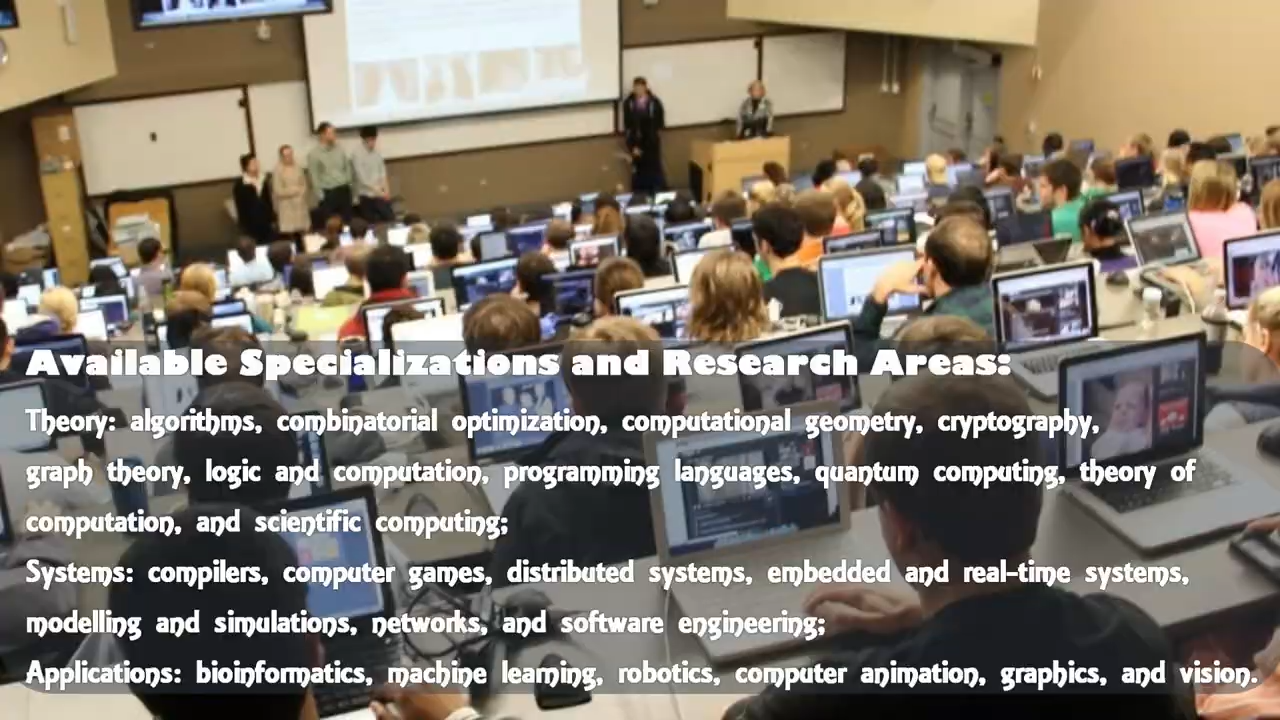 Available Specializations and Research Areas:
Theory: algorithms, combinatorial optimization, computational geometry, cryptography,
graph theory, logic and computation, programming languages, quantum computing, theory of
computation, and scientific computing;
Systems: compilers, computer games, distributed systems, embedded and real-time systems,
modelling and simulations, networks, and software engineering;
Applications: bioinformatics, machine learning, robotics, computer animation, graphics, and vision.